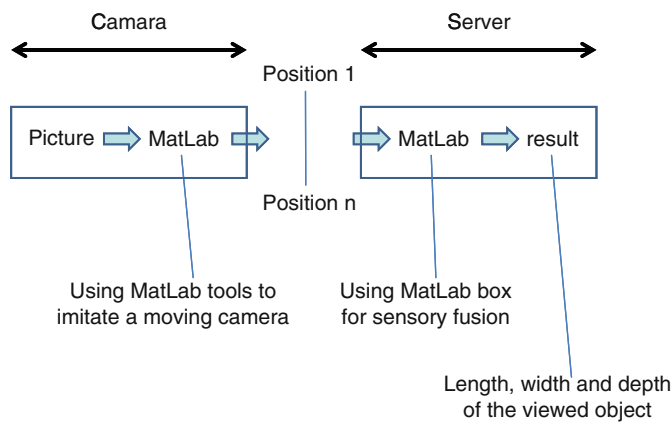 Camara
Server
Position 1
Picture
MatLab
MatLab
result
Position n
Using MatLab tools to
imitate a moving camera
Using MatLab box
for sensory fusion
Length, width and depth
of the viewed object